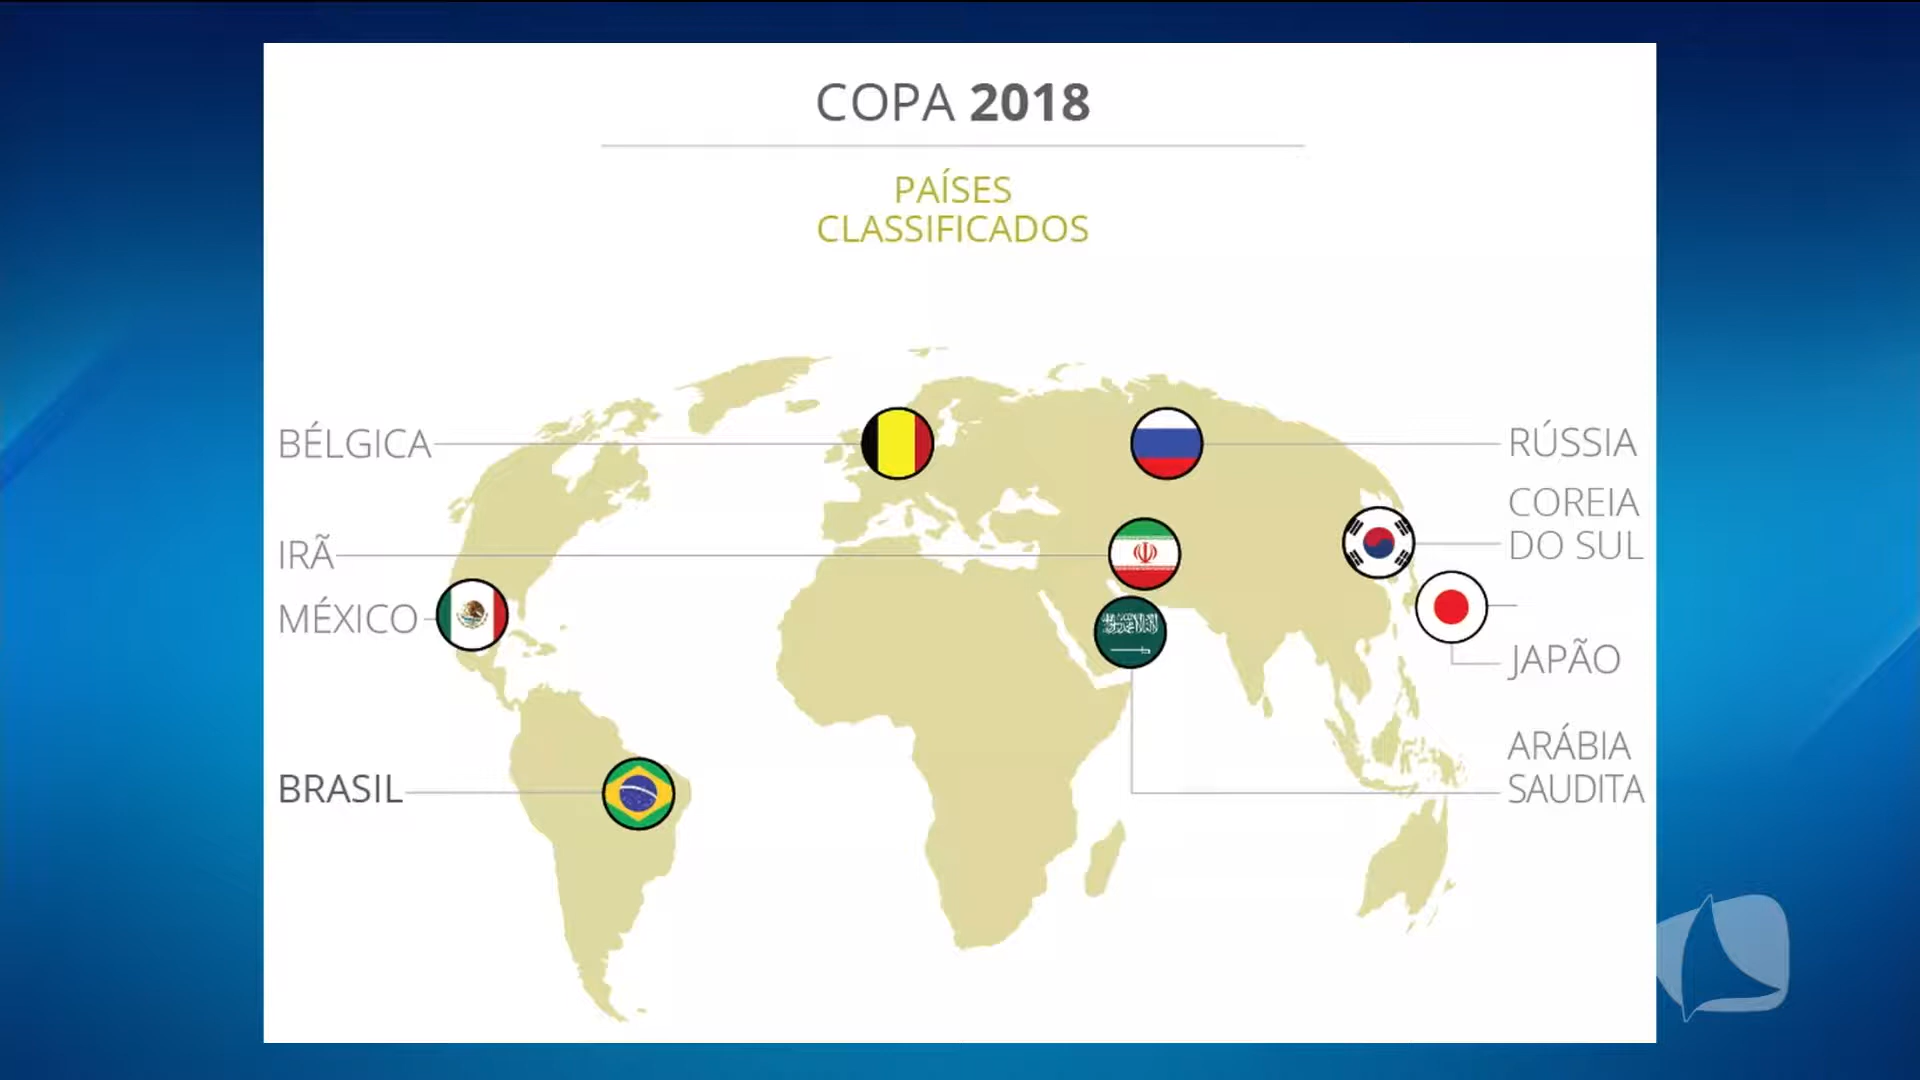 COPA 2018
PAÍSES
CLASSIFICADOS
BÉLGICA
RÚSSIA
COREIA
DO SUL
IRÃ
MÉXICO
JAPÃO
ARÁBIA
SAUDITA
BRASIL